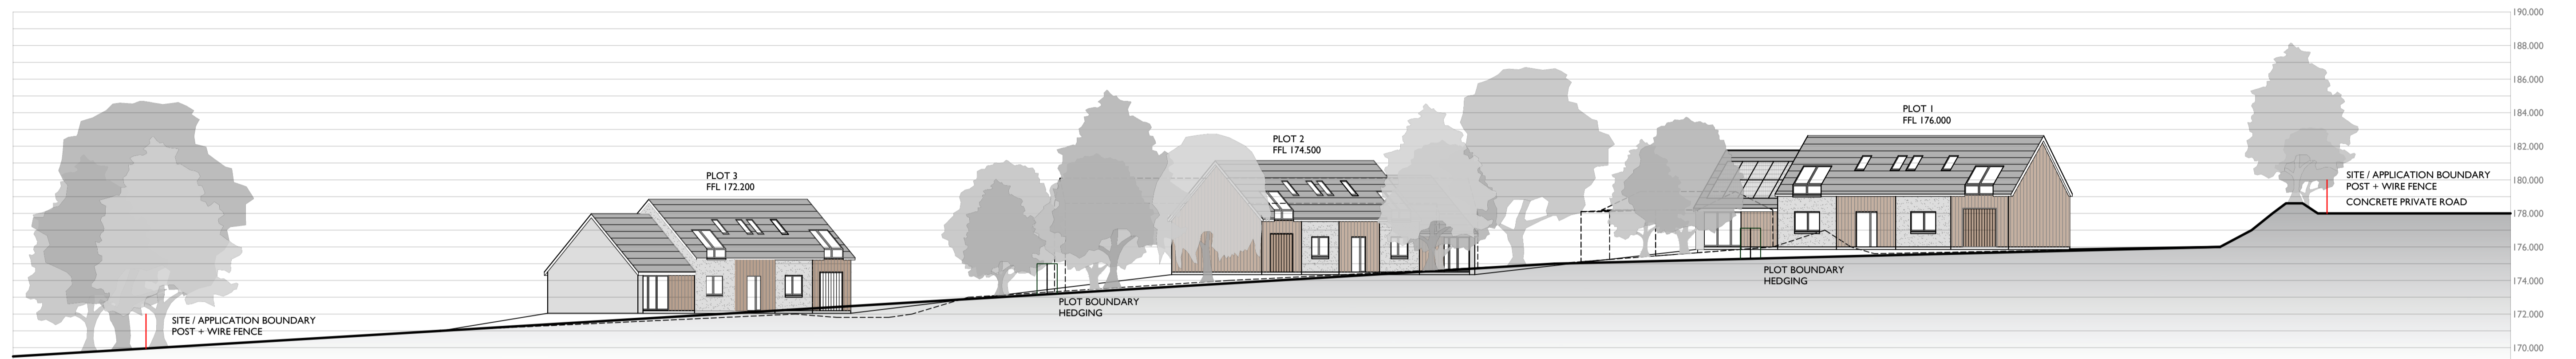 190.000
188.000
186.000
184.000
182.000
180.000
178.000
176.000
174.000
172.000
170.000
SITE / APPLICATION BOUNDARY
POST + WIRE FENCE
PLOT 3
FFL 172.200
PLOT BOUNDARY
HEDGING
PLOT 2
FFL 174.500
PLOT BOUNDARY
HEDGING
PLOT 1
FFL 176.000
SITE / APPLICATION BOUNDARY
POST + WIRE FENCE
CONCRETE PRIVATE ROAD